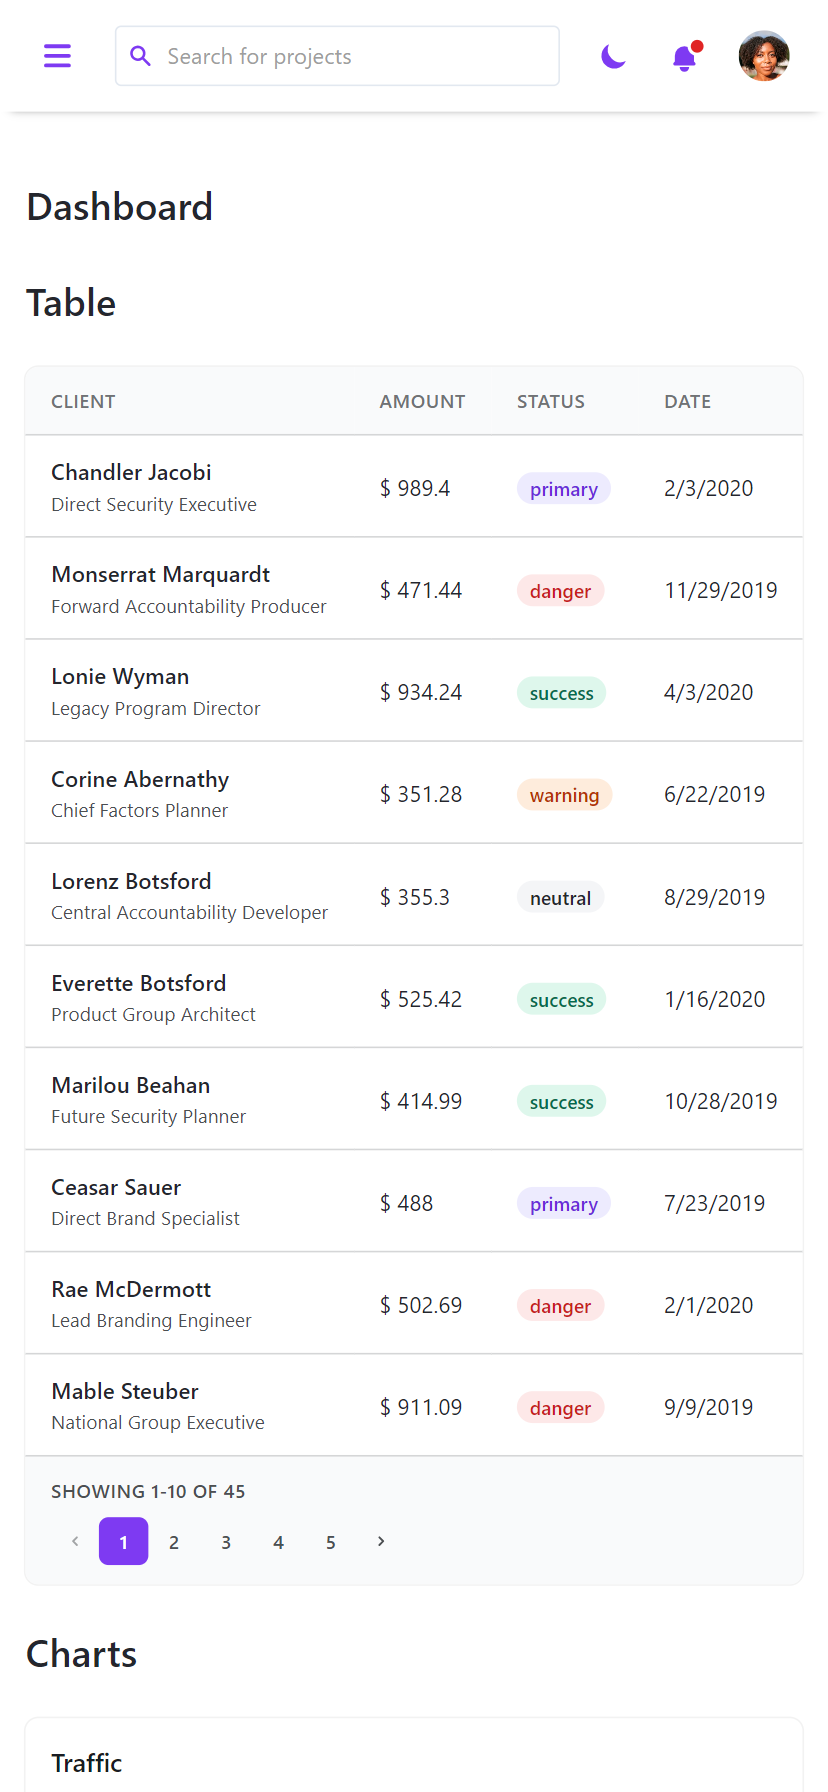 Search for projects
Dashboard
Table
CLIENT AMOUNT STATUS DATE
Chandler Jacobi
Direct Security Executive
$ 989.4 primary 2/3/2020
Monserrat Marquardt
Forward Accountability Producer
$ 471.44 danger 11/29/2019
Lonie Wyman
Legacy Program Director
$ 934.24 success 4/3/2020
Corine Abernathy
Chief Factors Planner
$ 351.28 warning 6/22/2019
Lorenz Botsford
Central Accountability Developer
$ 355.3 neutral 8/29/2019
Everette Botsford
Product Group Architect
$ 525.42 success 1/16/2020
Marilou Beahan
Future Security Planner
$ 414.99 success 10/28/2019
Ceasar Sauer
Direct Brand Specialist
$ 488 primary 7/23/2019
Rae McDermott
Lead Branding Engineer
$ 502.69 danger 2/1/2020
Mable Steuber
National Group Executive
$ 911.09 danger 9/9/2019
SHOWING 1-10 OF 45
1 2 3 4 5
Charts
Traffic